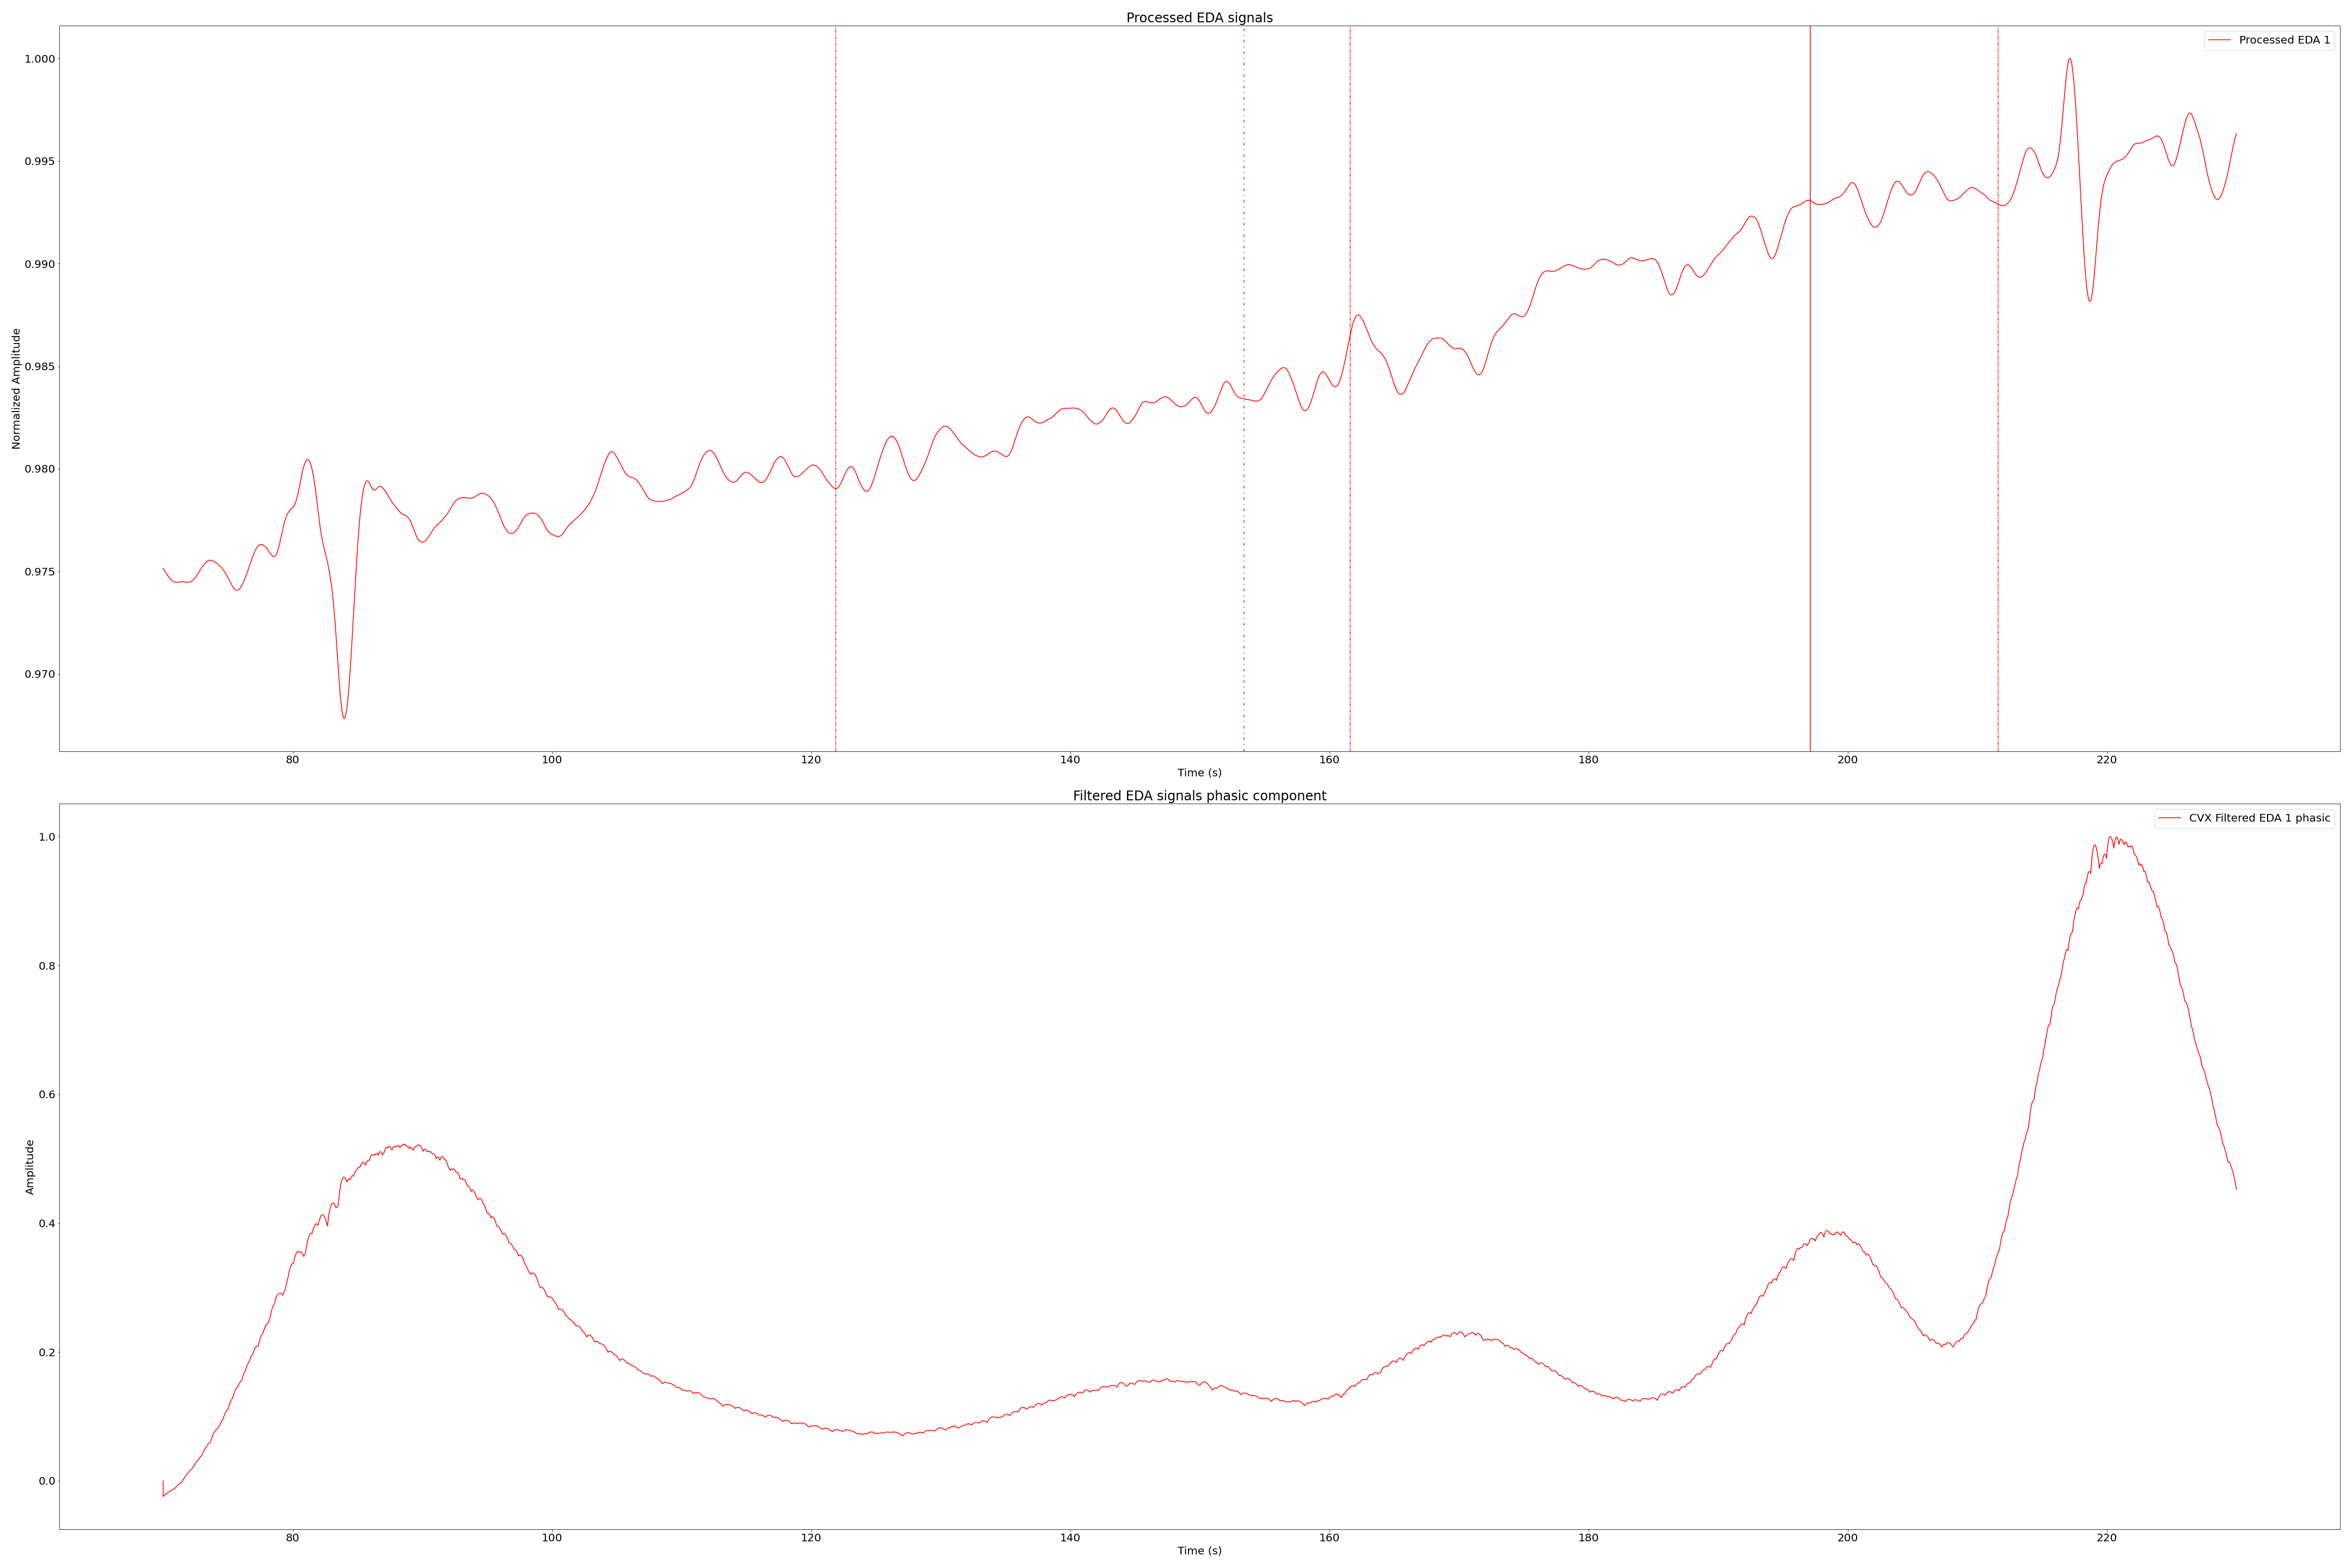 Processed EDA signals
Processed EDA 1
1.000
0.995
0.990
0.985
0.980
0.975
0.970
Normalized Amplitude
80 100 120 140 160 180 200 220
Time (s)
Filtered EDA signals phasic component
CVX Filtered EDA 1 phasic
1.0
0.8
0.6
0.4
0.2
0.0
Amplitude
80 100 120 140 160 180 200 220
Time (s)